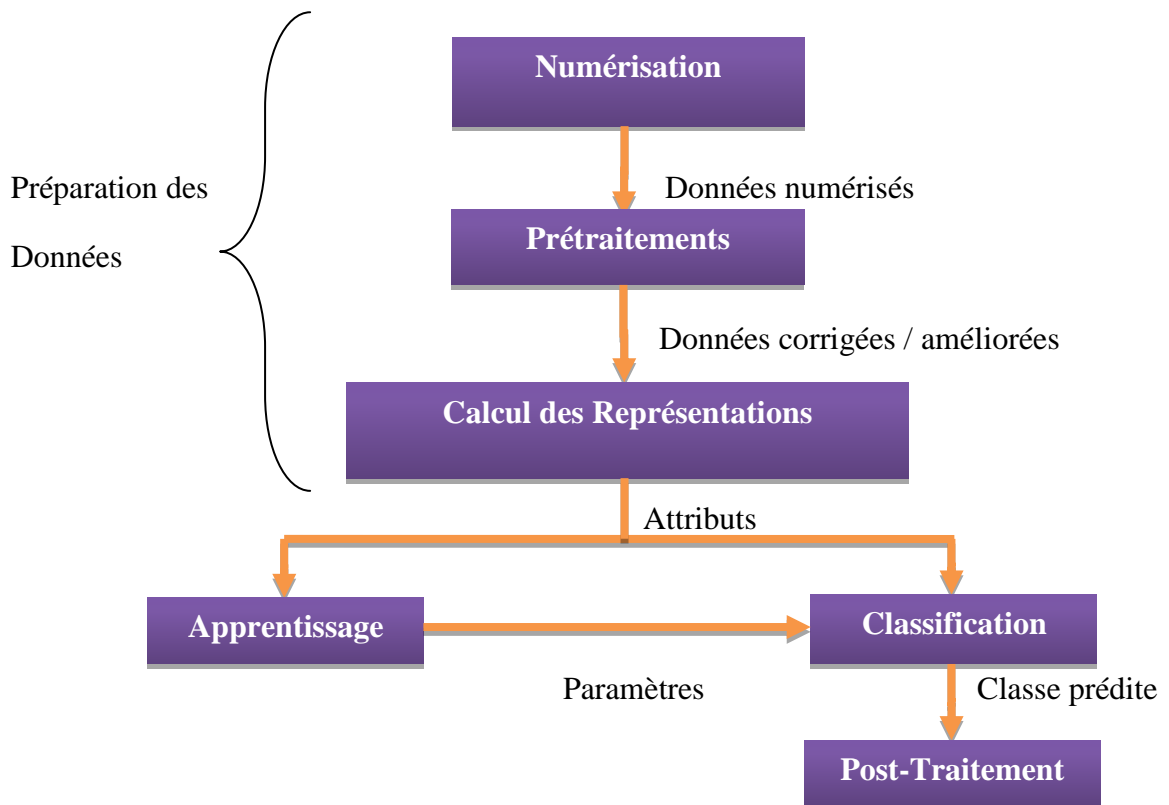 Numérisation
Données numérisés
Préparation des
Données
Prétraitements
Données corrigées / améliorées
Calcul des Représentations
Attributs
Apprentissage
Classification
Paramètres
Classe prédite
Post-Traitement